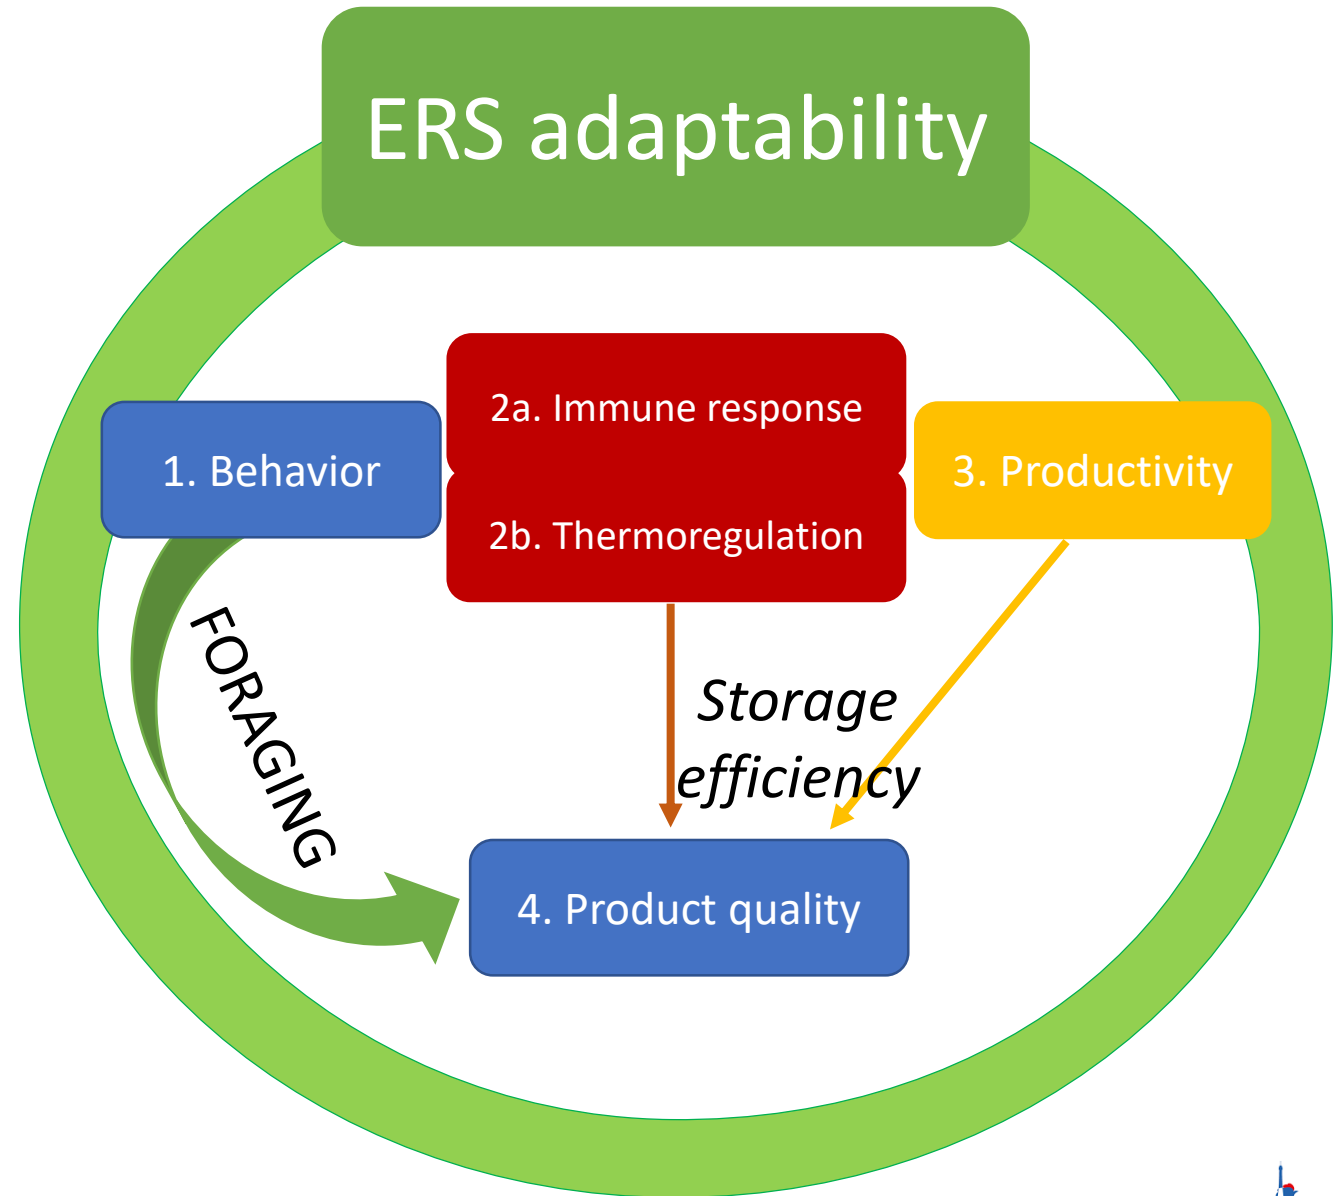 ERS adaptability
2a. Immune response
1. Behavior
3. Productivity
2b. Thermoregulation
FORAGING
Storage
efficiency
4. Product quality